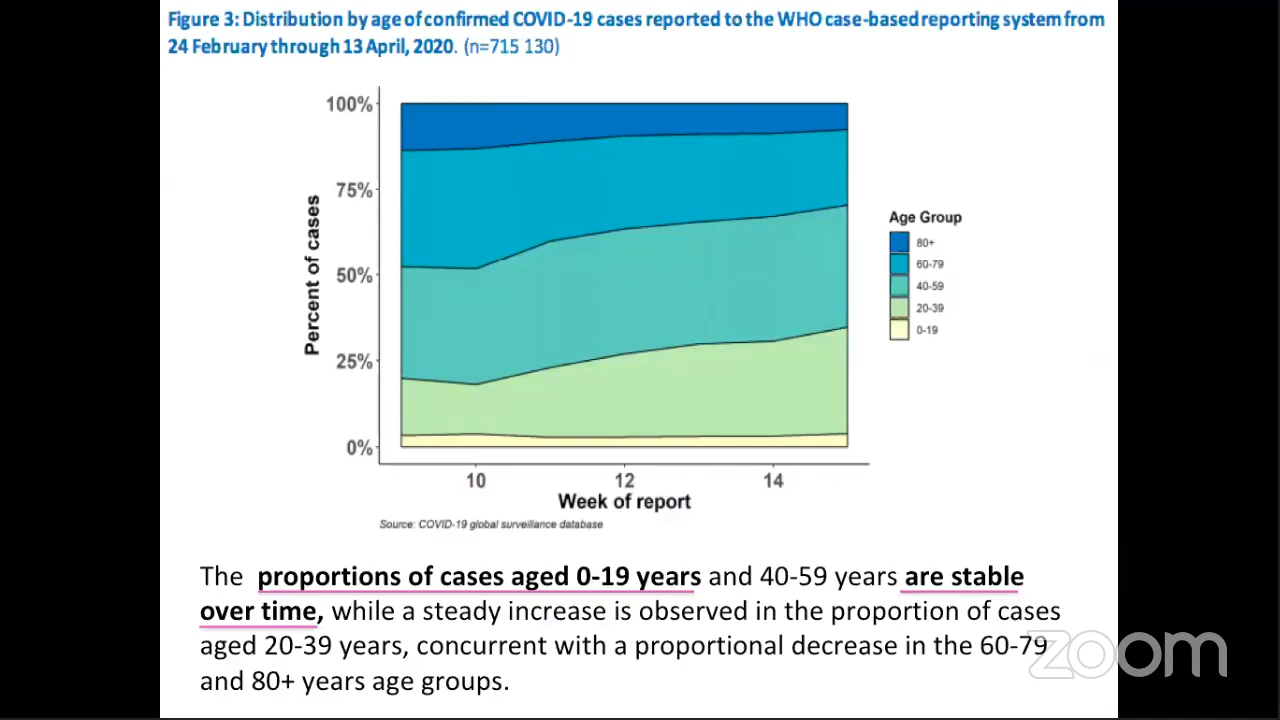 Figure 3: Distribution by age of confirmed COVID-19 cases reported to the WHO case-based reporting system from
24 February through 13 April, 2020. (n=715 130)
100%
75%
50%
25%
0%
Percent of cases
10 12 14
Week of report
Age Group
80+
60-79
40-59
20-39
0-19
Source: COVID-19 global surveillance database
The proportions of cases aged 0-19 years and 40-59 years are stable
over time, while a steady increase is observed in the proportion of cases
aged 20-39 years, concurrent with a proportional decrease in the 60-79
and 80+ years age groups.
zoom